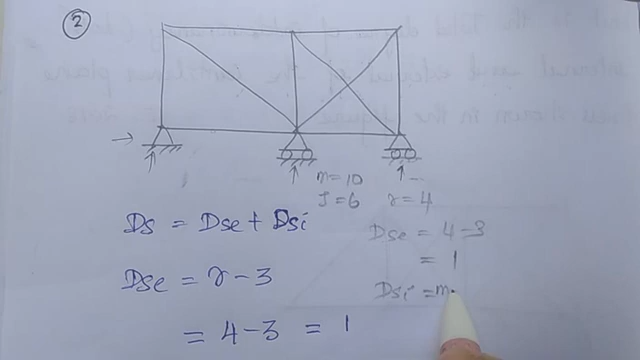 2
m=10
J=6 r=4
Ds = Dse + Dsi
Dse = 4-3
= 1
Dse = r-3
Dsi = m
= 4-3 = 1